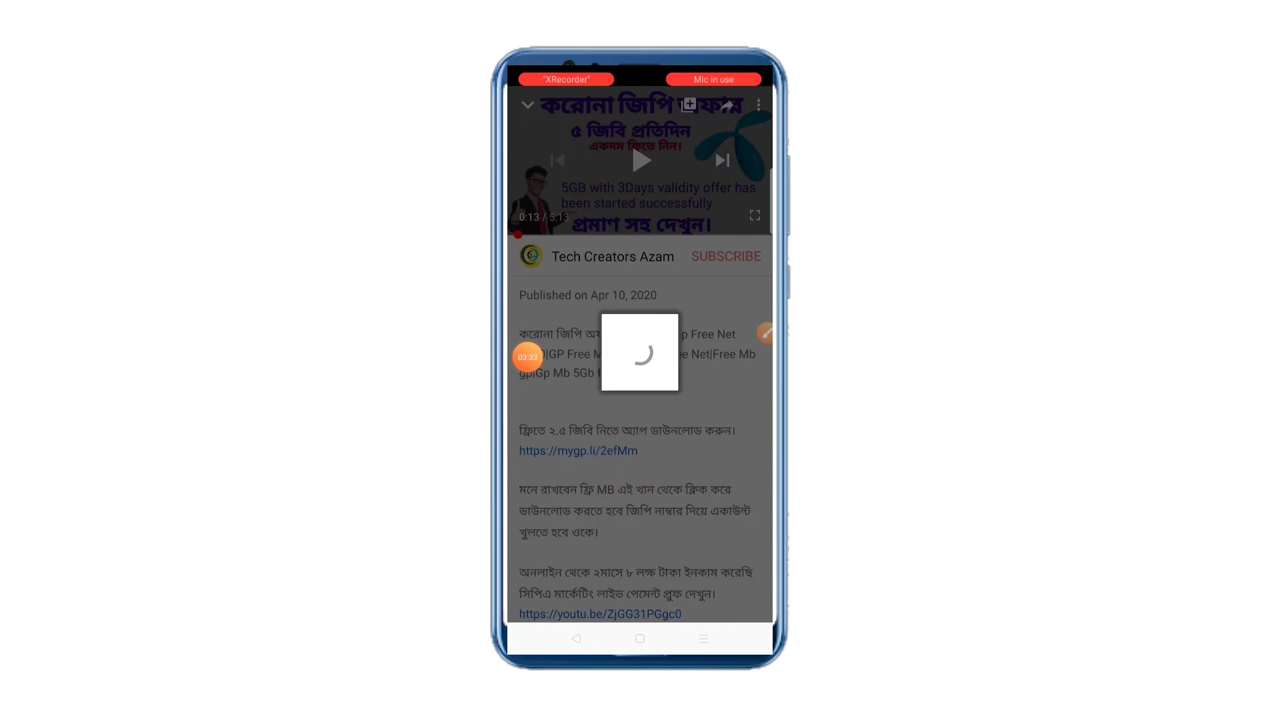 "XRecorder"
Mic in use
করোনা জিপি অফার
৫ জিবি প্রতিদিন
একদম ফ্রিতে নিন।
5GB with 3Days validity offer has
been started successfully
0:13 / 5:13
প্রমাণ সহ দেখুন।
Tech Creators Azam
SUBSCRIBE
Published on Apr 10, 2020
করোনা জিপি p Free Net
|GP Free ee Net|Free Mb
03:33
gp|Gp Mb 5Gb
ফ্রিতে ২.৫ জিবি নিতে অ্যাপ ডাউনলোড করুন।
https://mygp.li/2efMm
মনে রাখবেন ফ্রি MB এই খান থেকে ক্লিক করে
ডাউনলোড করতে হবে জিপি নাম্বার দিয়ে একাউন্ট
খুলতে হবে ওকে।
অনলাইন থেকে ২মাসে ৮ লক্ষ টাকা ইনকাম করেছি
সিপিএ মার্কেটিং লাইভ পেমেন্ট প্রুফ দেখুন।
https://youtu.be/ZjGG31PGgc0